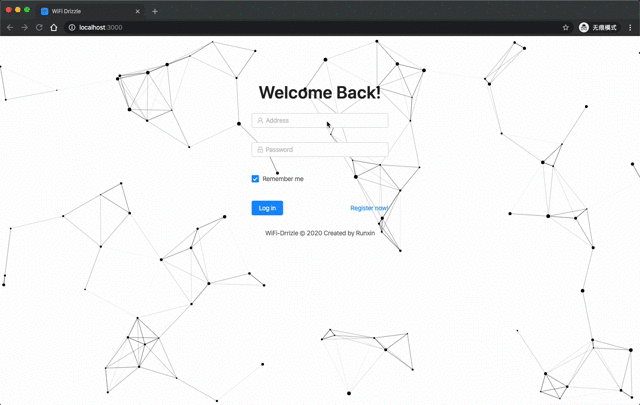 WiFi Drizzle
localhost:3000
无痕模式
Welcome Back!
Address
Password
Remember me
Log in
Register now!
WiFi-Drrizle © 2020 Created by Runxin